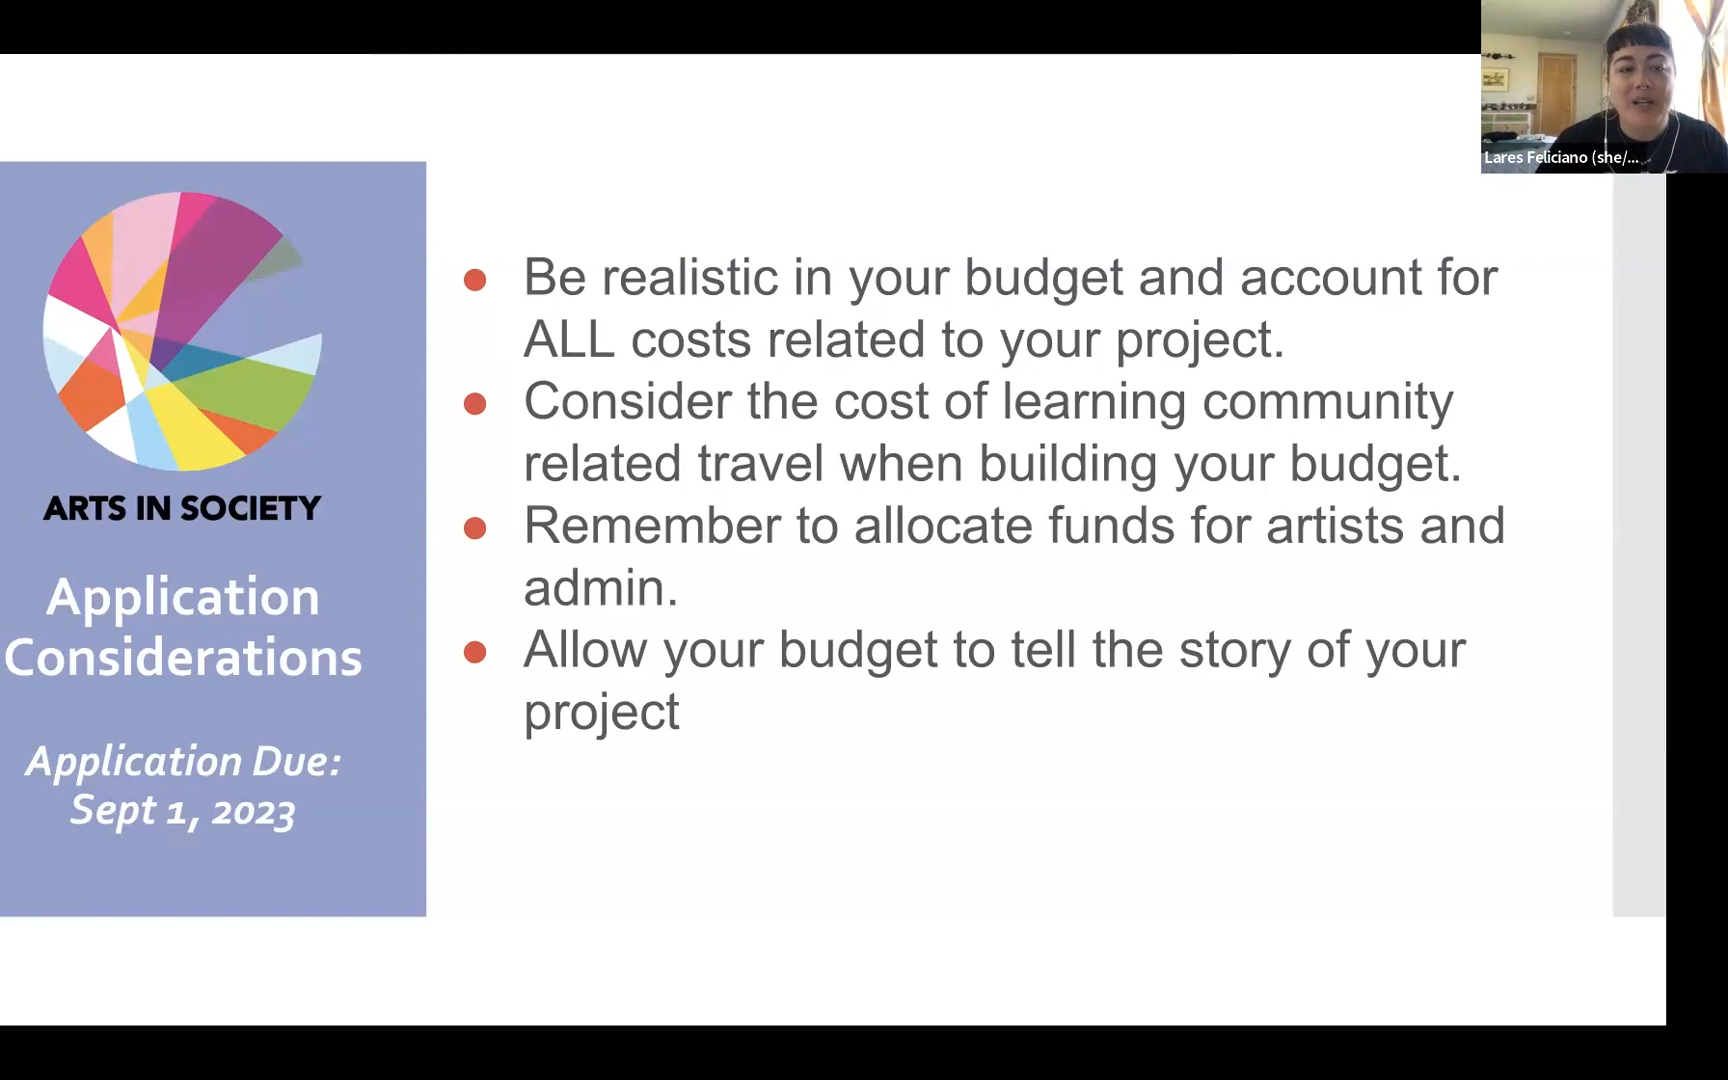 Lares Feliciano (she/...
ARTS IN SOCIETY
Application
Considerations
Application Due:
Sept 1, 2023
● Be realistic in your budget and account for
ALL costs related to your project.
● Consider the cost of learning community
related travel when building your budget.
● Remember to allocate funds for artists and
admin.
● Allow your budget to tell the story of your
project